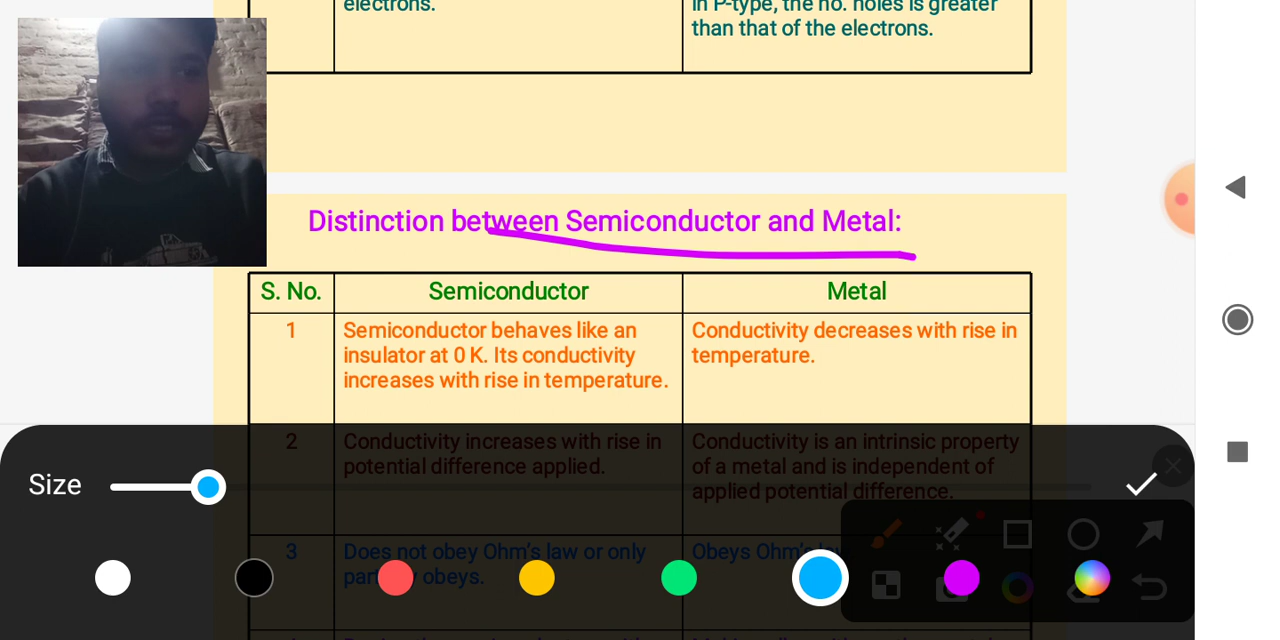 electrons.
in P-type, the no. holes is greater
than that of the electrons.
Distinction between Semiconductor and Metal:
S. No. Semiconductor Metal
1 Semiconductor behaves like an
insulator at 0 K. Its conductivity
increases with rise in temperature.
Conductivity decreases with rise in
temperature.
2 Conductivity increases with rise in
potential difference applied.
Conductivity is an intrinsic property
of a metal and is independent of
applied potential difference.
3 Does not obey Ohm's law or only
obeys.
Obeys Ohm's
Size